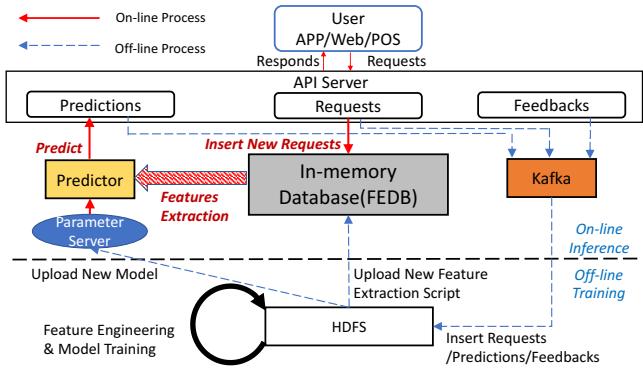 On-line Process
Off-line Process
User
APP/Web/POS
Responds
Requests
API Server
Predictions
Requests
Feedbacks
Predict
Insert New Requests
Predictor
Features
Extraction
In-memory
Database(FEDB)
Kafka
Parameter
Server
On-line
Inference
Upload New Model
Upload New Feature
Extraction Script
Off-line
Training
Feature Engineering
& Model Training
HDFS
Insert Requests
/Predictions/Feedbacks